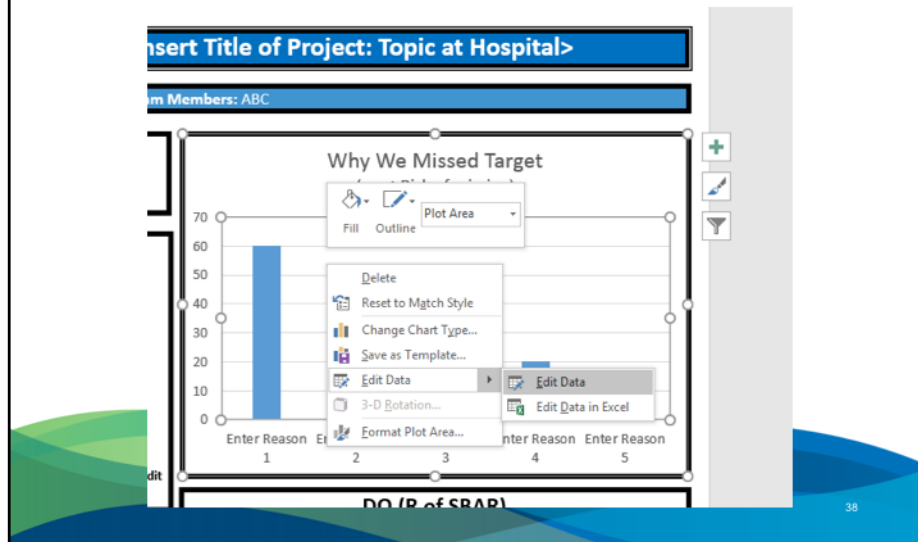 nsert Title of Project: Topic at Hospital>
m Members: ABC
Why We Missed Target
Fill Outline Plot Area
70
60
50
40
30
20
10
0
Delete
Reset to Match Style
Change Chart Type...
Save as Template...
Edit Data
3-D Rotation...
Format Plot Area...
Edit Data
Edit Data in Excel
Enter Reason
1
2
3
nter Reason
4
Enter Reason
5
dit
DO (R of SBAR)
38